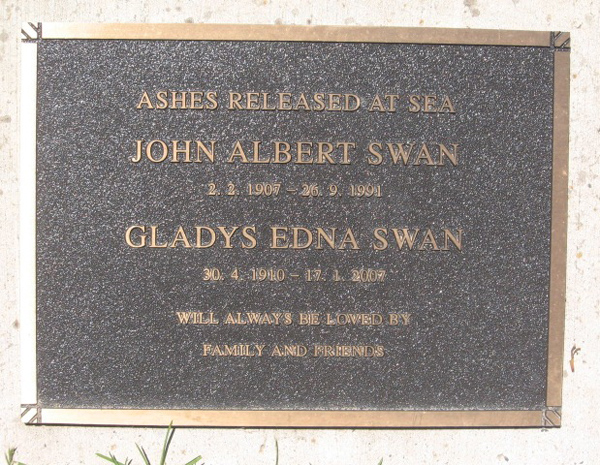 ASHES RELEASED AT SEA
JOHN ALBERT SWAN
2. 2. 1907 – 26. 9. 1991
GLADYS EDNA SWAN
30. 4. 1910 – 17. 1. 2007
WILL ALWAYS BE LOVED BY
FAMILY AND FRIENDS